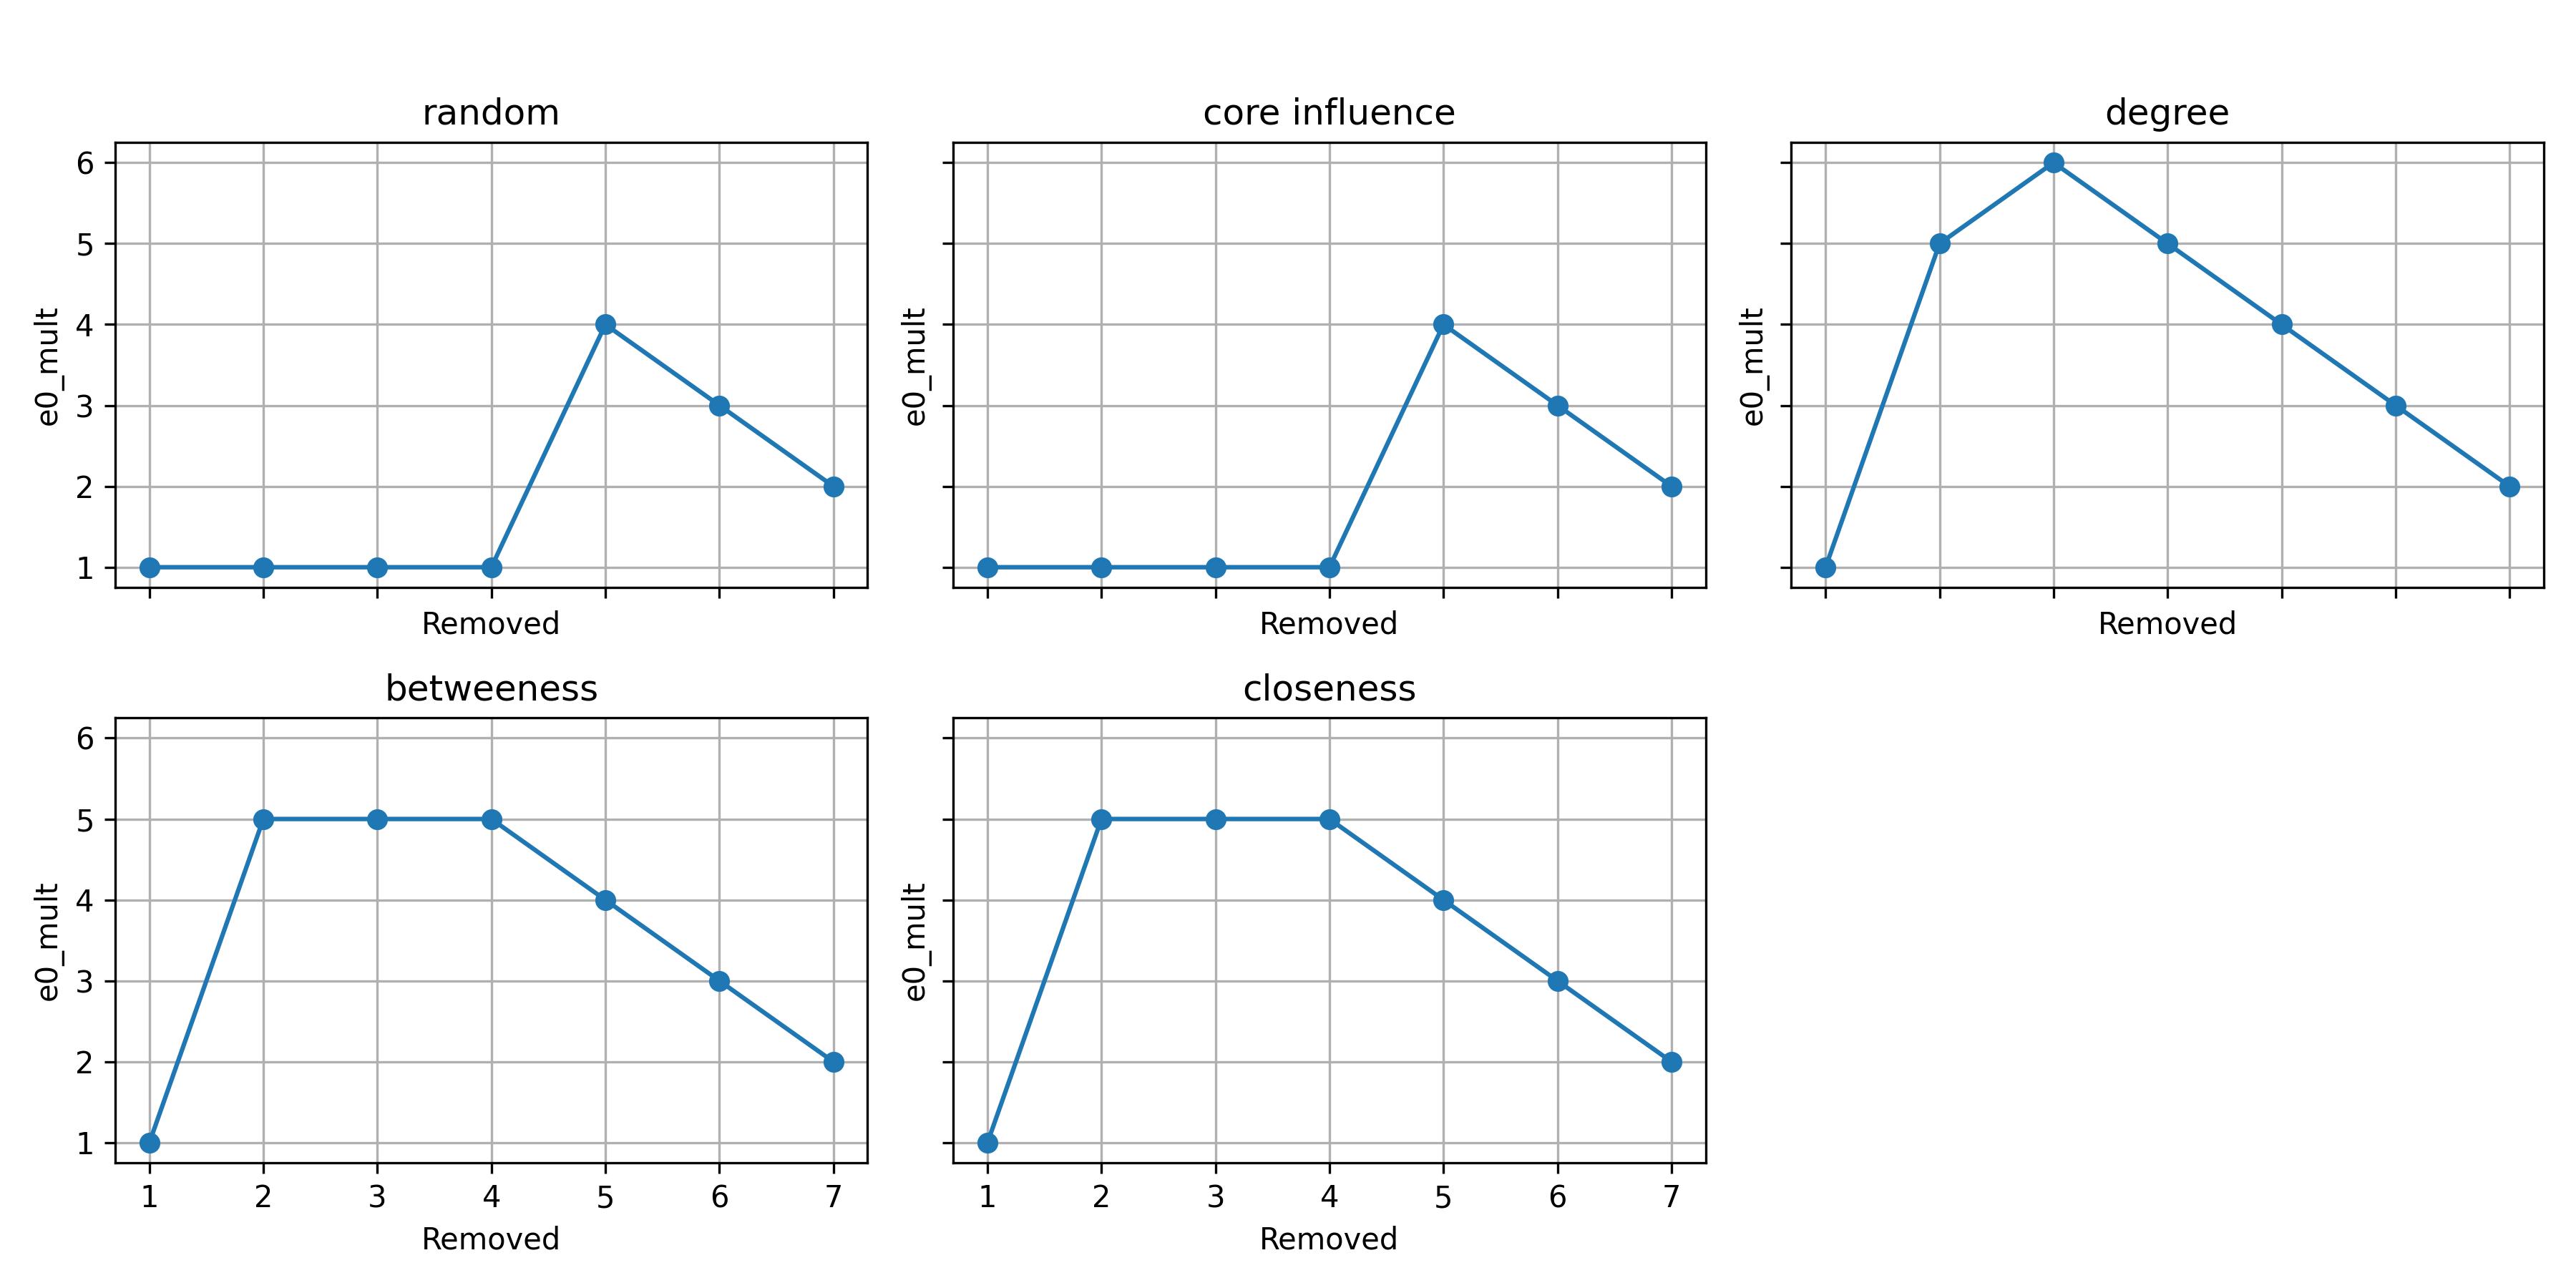 random
core influence
degree
6
5
4
3
2
1
e0_mult
e0_mult
e0_mult
Removed
Removed
Removed
betweeness
closeness
6
5
4
3
2
1
e0_mult
e0_mult
1 2 3 4 5 6 7
1 2 3 4 5 6 7
Removed
Removed